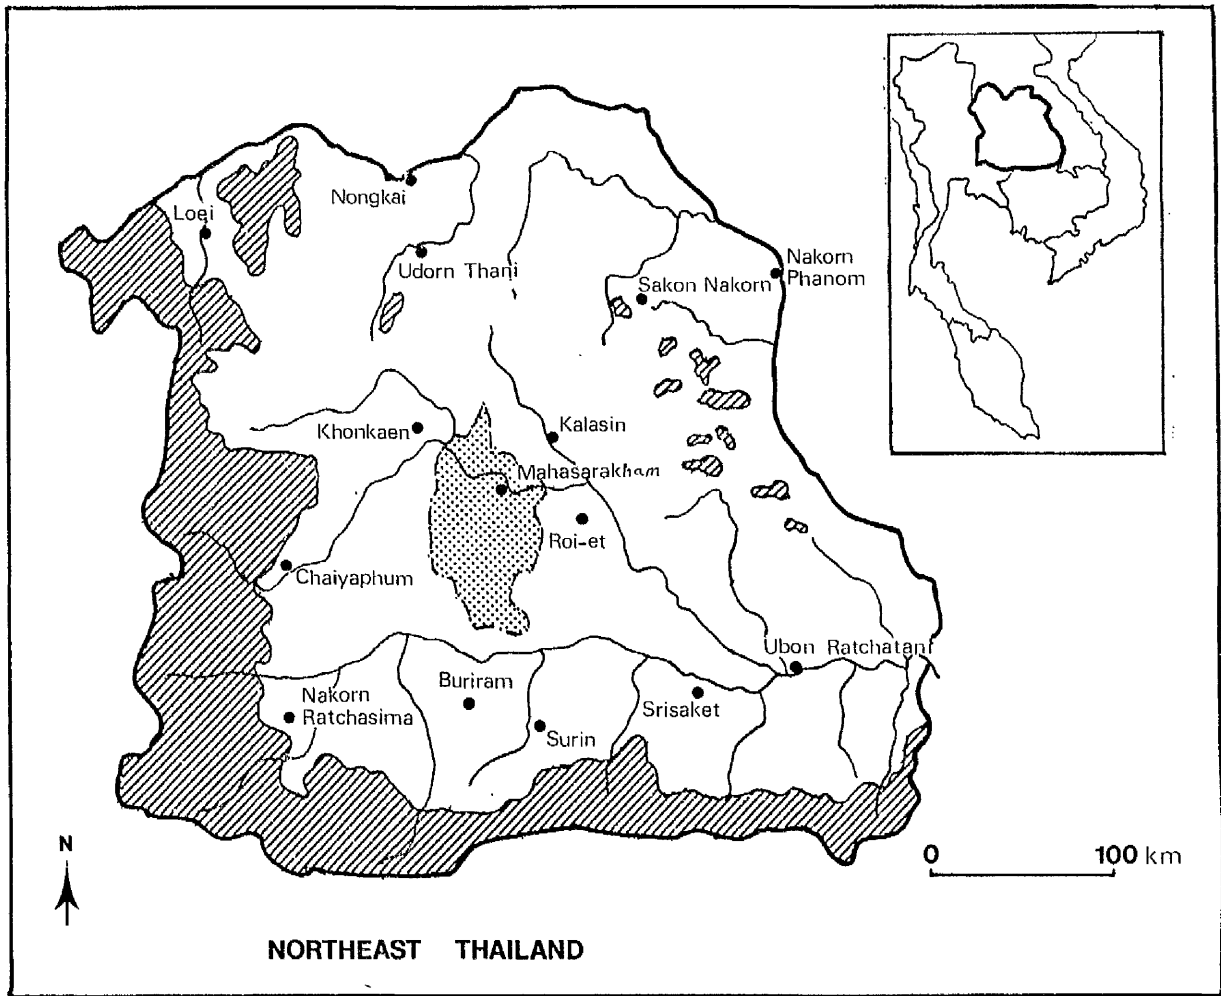 Nongkai
Loei
Udorn Thani
Nakorn
Phanom
Sakon Nakorn
Khonkaen
Kalasin
Mahasarakham
Roi-et
Chaiyaphum
Ubon Ratchatani
Nakorn
Ratchasima
Buriram
Surin
Srisaket
N
0 100 km
NORTHEAST THAILAND